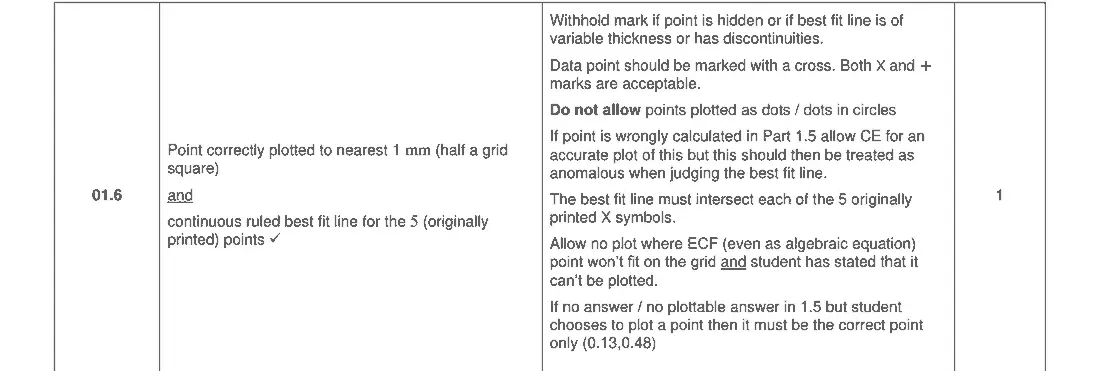 01.6
Point correctly plotted to nearest 1 mm (half a grid
square)
and
continuous ruled best fit line for the 5 (originally
printed) points ✓
Withhold mark if point is hidden or if best fit line is of
variable thickness or has discontinuities.
Data point should be marked with a cross. Both X and +
marks are acceptable.
Do not allow points plotted as dots / dots in circles
If point is wrongly calculated in Part 1.5 allow CE for an
accurate plot of this but this should then be treated as
anomalous when judging the best fit line.
The best fit line must intersect each of the 5 originally
printed X symbols.
Allow no plot where ECF (even as algebraic equation)
point won't fit on the grid and student has stated that it
can't be plotted.
If no answer / no plottable answer in 1.5 but student
chooses to plot a point then it must be the correct point
only (0.13,0.48)
1